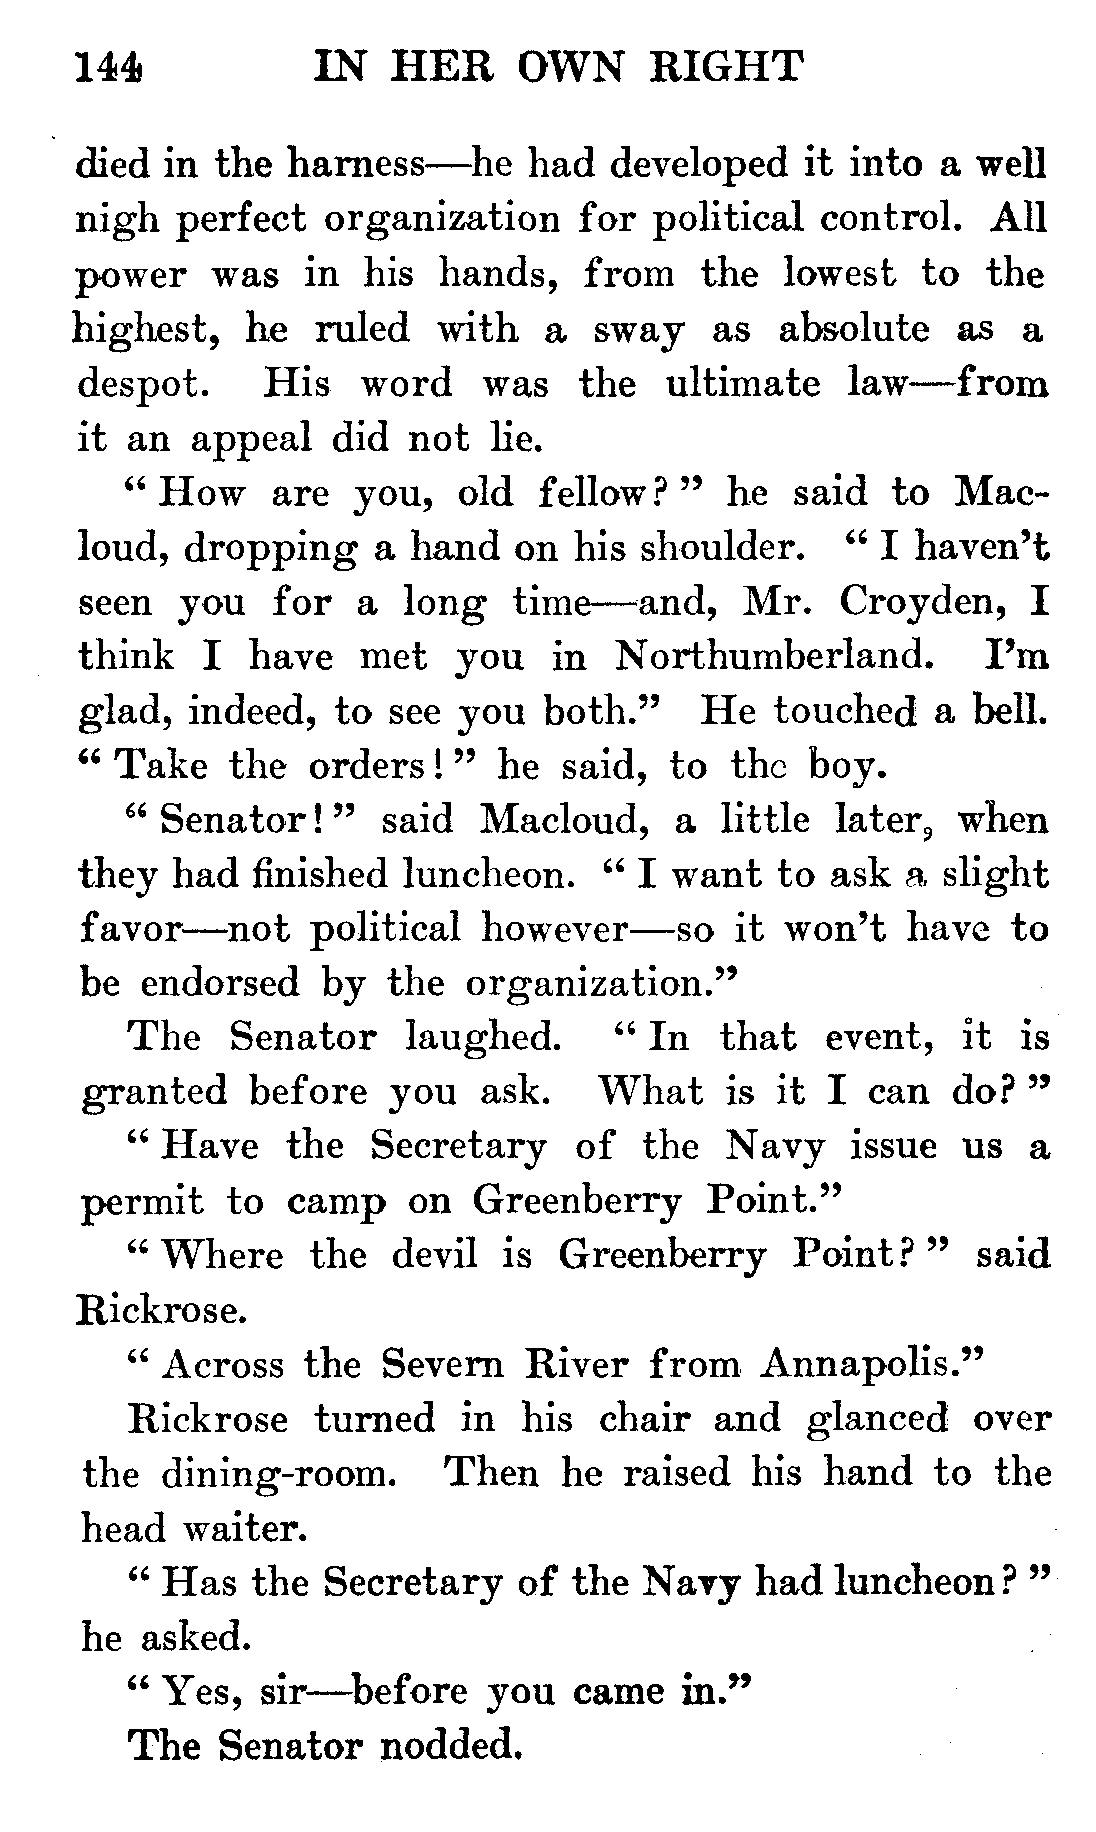 144 IN HER OWN RIGHT
died in the harness—he had developed it into a well
nigh perfect organization for political control. All
power was in his hands, from the lowest to the
highest, he ruled with a sway as absolute as a
despot. His word was the ultimate law—from
it an appeal did not lie.
"How are you, old fellow?" he said to Mac-
loud, dropping a hand on his shoulder. "I haven't
seen you for a long time—and, Mr. Croyden, I
think I have met you in Northumberland. I'm
glad, indeed, to see you both." He touched a bell.
"Take the orders!" he said, to the boy.
"Senator!" said Macloud, a little later, when
they had finished luncheon. "I want to ask a slight
favor—not political however—so it won't have to
be endorsed by the organization."
The Senator laughed. "In that event, it is
granted before you ask. What is it I can do?"
"Have the Secretary of the Navy issue us a
permit to camp on Greenberry Point."
"Where the devil is Greenberry Point?" said
Rickrose.
"Across the Severn River from Annapolis."
Rickrose turned in his chair and glanced over
the dining-room. Then he raised his hand to the
head waiter.
"Has the Secretary of the Navy had luncheon?"
he asked.
"Yes, sir—before you came in."
The Senator nodded.